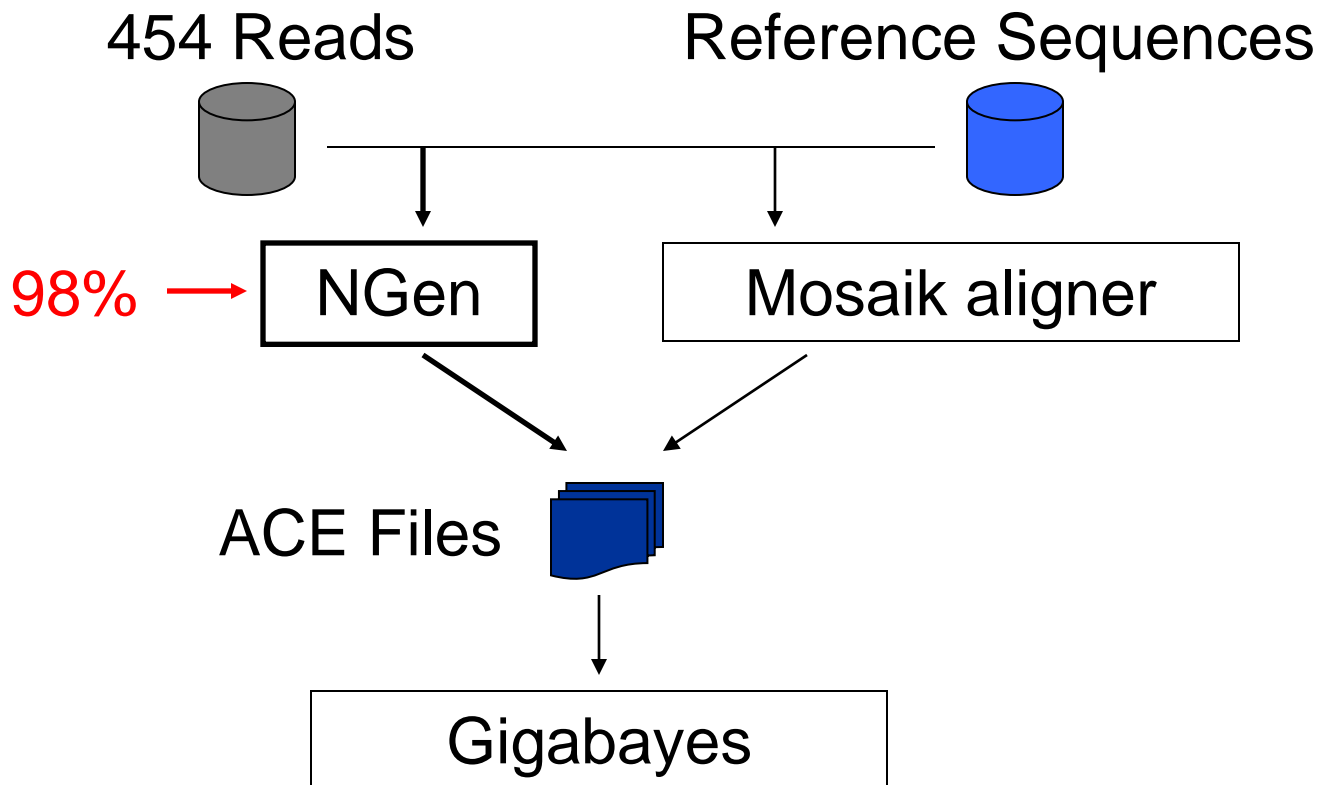 454 Reads
Reference Sequences
98%
NGen
Mosaik aligner
ACE Files
Gigabayes